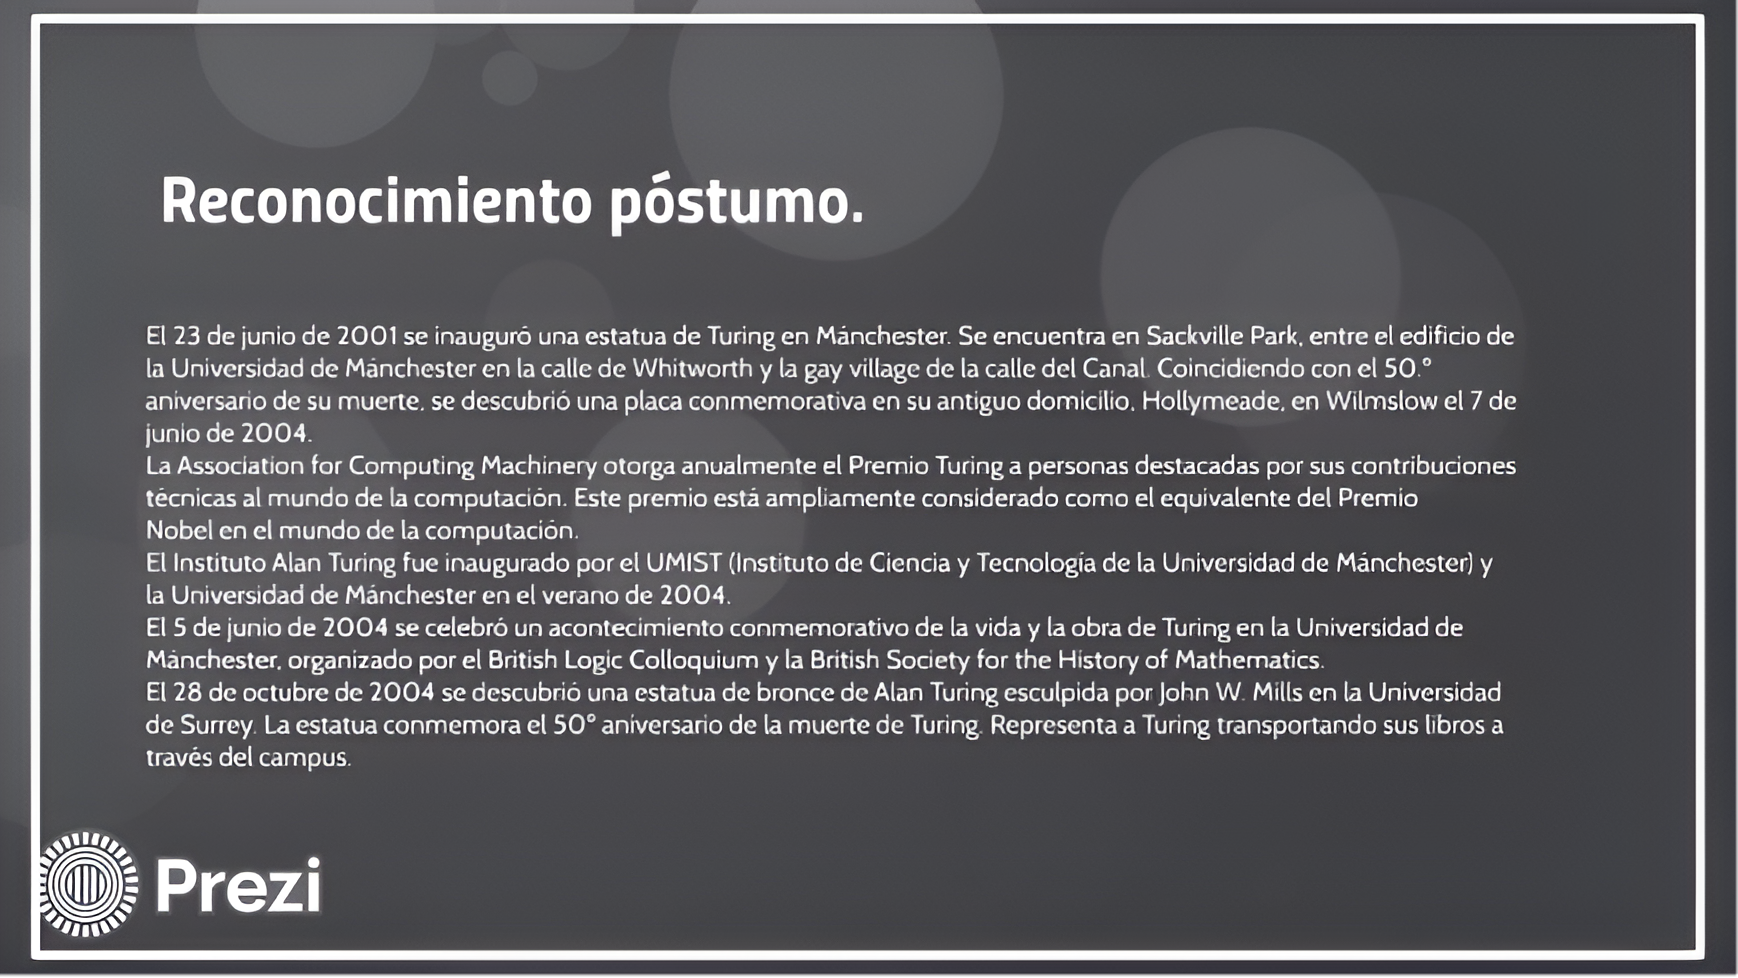 Reconocimiento póstumo.
El 23 de junio de 2001 se inauguró una estatua de Turing en Mánchester. Se encuentra en Sackville Park, entre el edificio de
la Universidad de Mánchester en la calle de Whitworth y la gay village de la calle del Canal. Coincidiendo con el 50.º
aniversario de su muerte, se descubrió una placa conmemorativa en su antiguo domicilio, Hollymeade, en Wilmslow el 7 de
junio de 2004.
La Association for Computing Machinery otorga anualmente el Premio Turing a personas destacadas por sus contribuciones
técnicas al mundo de la computación. Este premio está ampliamente considerado como el equivalente del Premio
Nobel en el mundo de la computación.
El Instituto Alan Turing fue inaugurado por el UMIST (Instituto de Ciencia y Tecnología de la Universidad de Mánchester) y
la Universidad de Mánchester en el verano de 2004.
El 5 de junio de 2004 se celebró un acontecimiento conmemorativo de la vida y la obra de Turing en la Universidad de
Mánchester, organizado por el British Logic Colloquium y la British Society for the History of Mathematics.
El 28 de octubre de 2004 se descubrió una estatua de bronce de Alan Turing esculpida por John W. Mills en la Universidad
de Surrey. La estatua conmemora el 50° aniversario de la muerte de Turing. Representa a Turing transportando sus libros a
través del campus.
Prezi